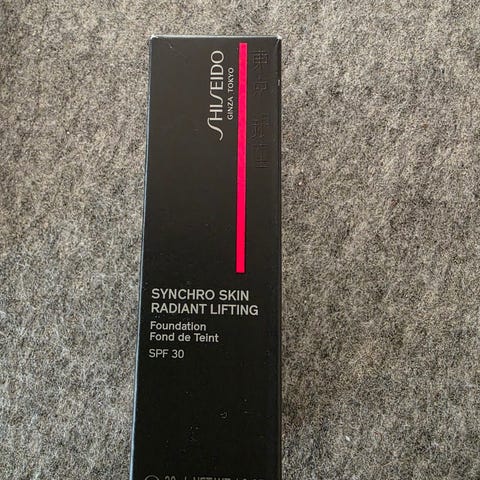 SHISEIDO
GINZA TOKYO
SYNCHRO SKIN
RADIANT LIFTING
Foundation
Fond de Teint
SPF 30